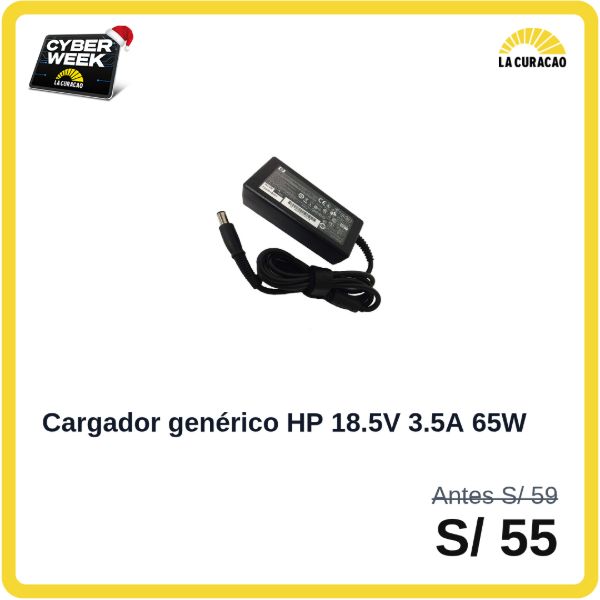 CYBER
WEEK
LA CURACAO
LA CURACAO
Cargador genérico HP 18.5V 3.5A 65W
Antes S/ 59
S/ 55